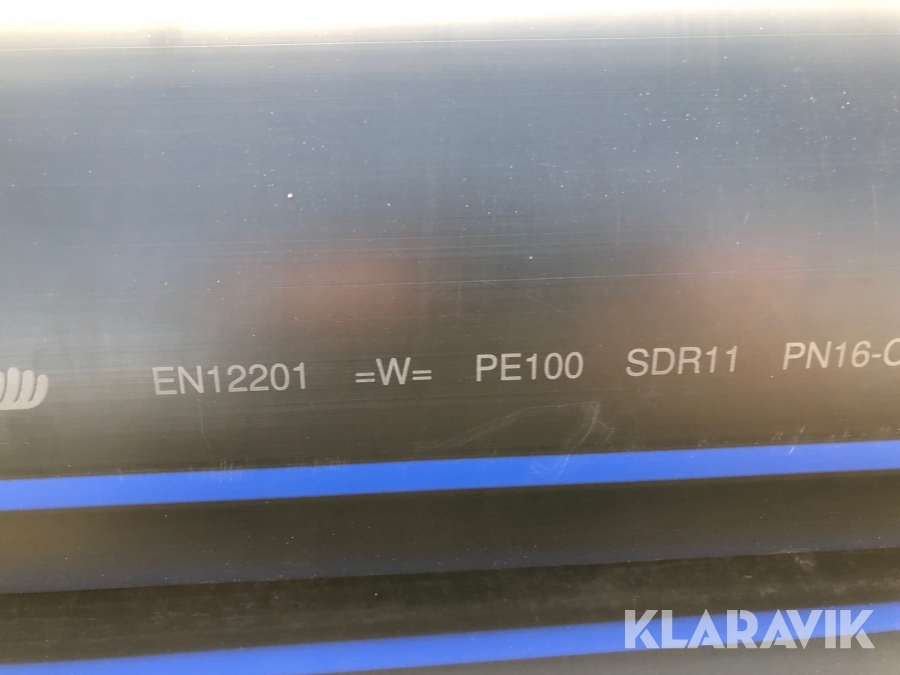 EN12201 =W= PE100 SDR11 PN16-C
KLARAVIK